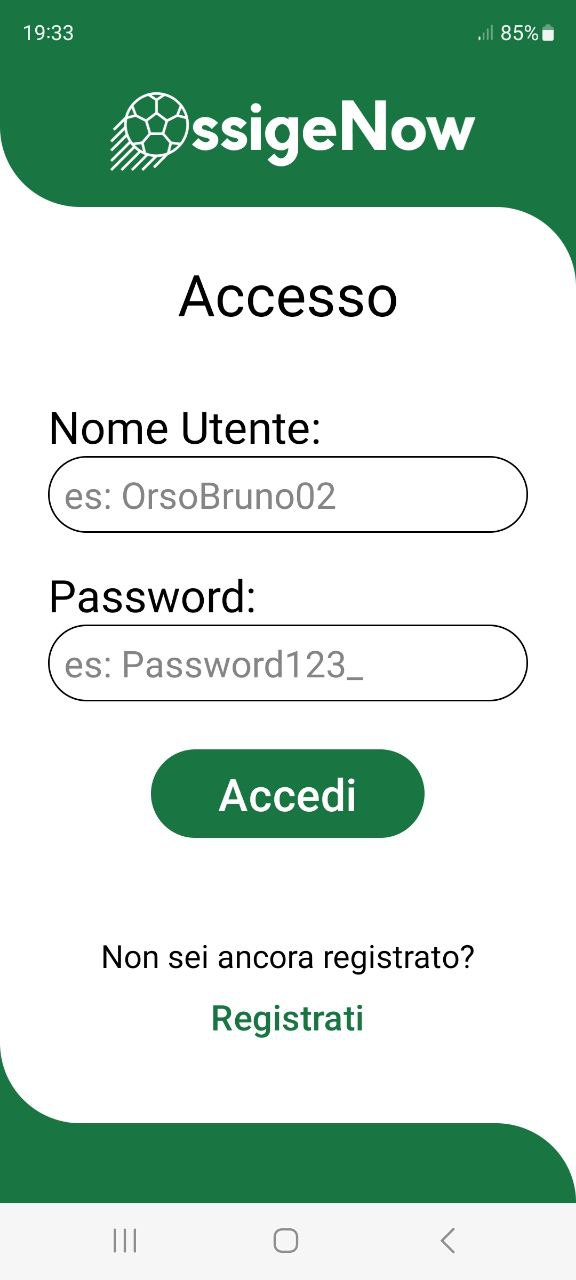 19:33
85%
ssigeNow
Accesso
Nome Utente:
es: OrsoBruno02
Password:
es: Password123_
Accedi
Non sei ancora registrato?
Registrati